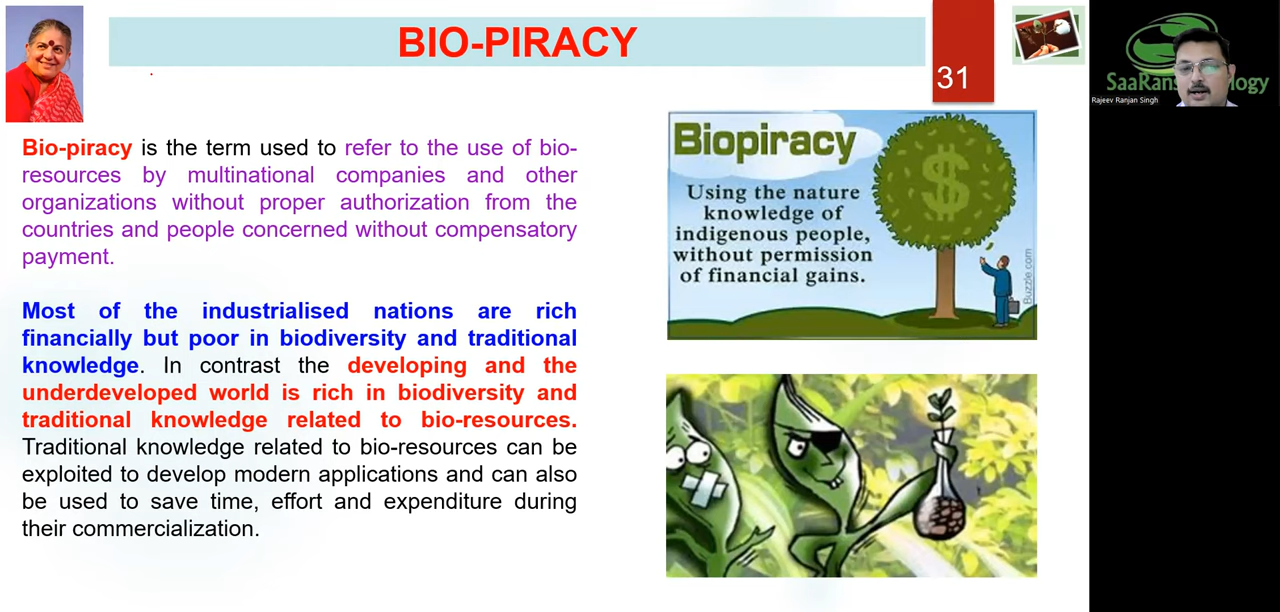 BIO-PIRACY
31
Rajeev Ranjan Singh
Bio-piracy is the term used to refer to the use of bio-
resources by multinational companies and other
organizations without proper authorization from the
countries and people concerned without compensatory
payment.
Most of the industrialised nations are rich
financially but poor in biodiversity and traditional
knowledge. In contrast the developing and the
underdeveloped world is rich in biodiversity and
traditional knowledge related to bio-resources.
Traditional knowledge related to bio-resources can be
exploited to develop modern applications and can also
be used to save time, effort and expenditure during
their commercialization.
Biopiracy
$
Using the nature
knowledge of
indigenous people,
without permission
of financial gains.
Buzzle.com